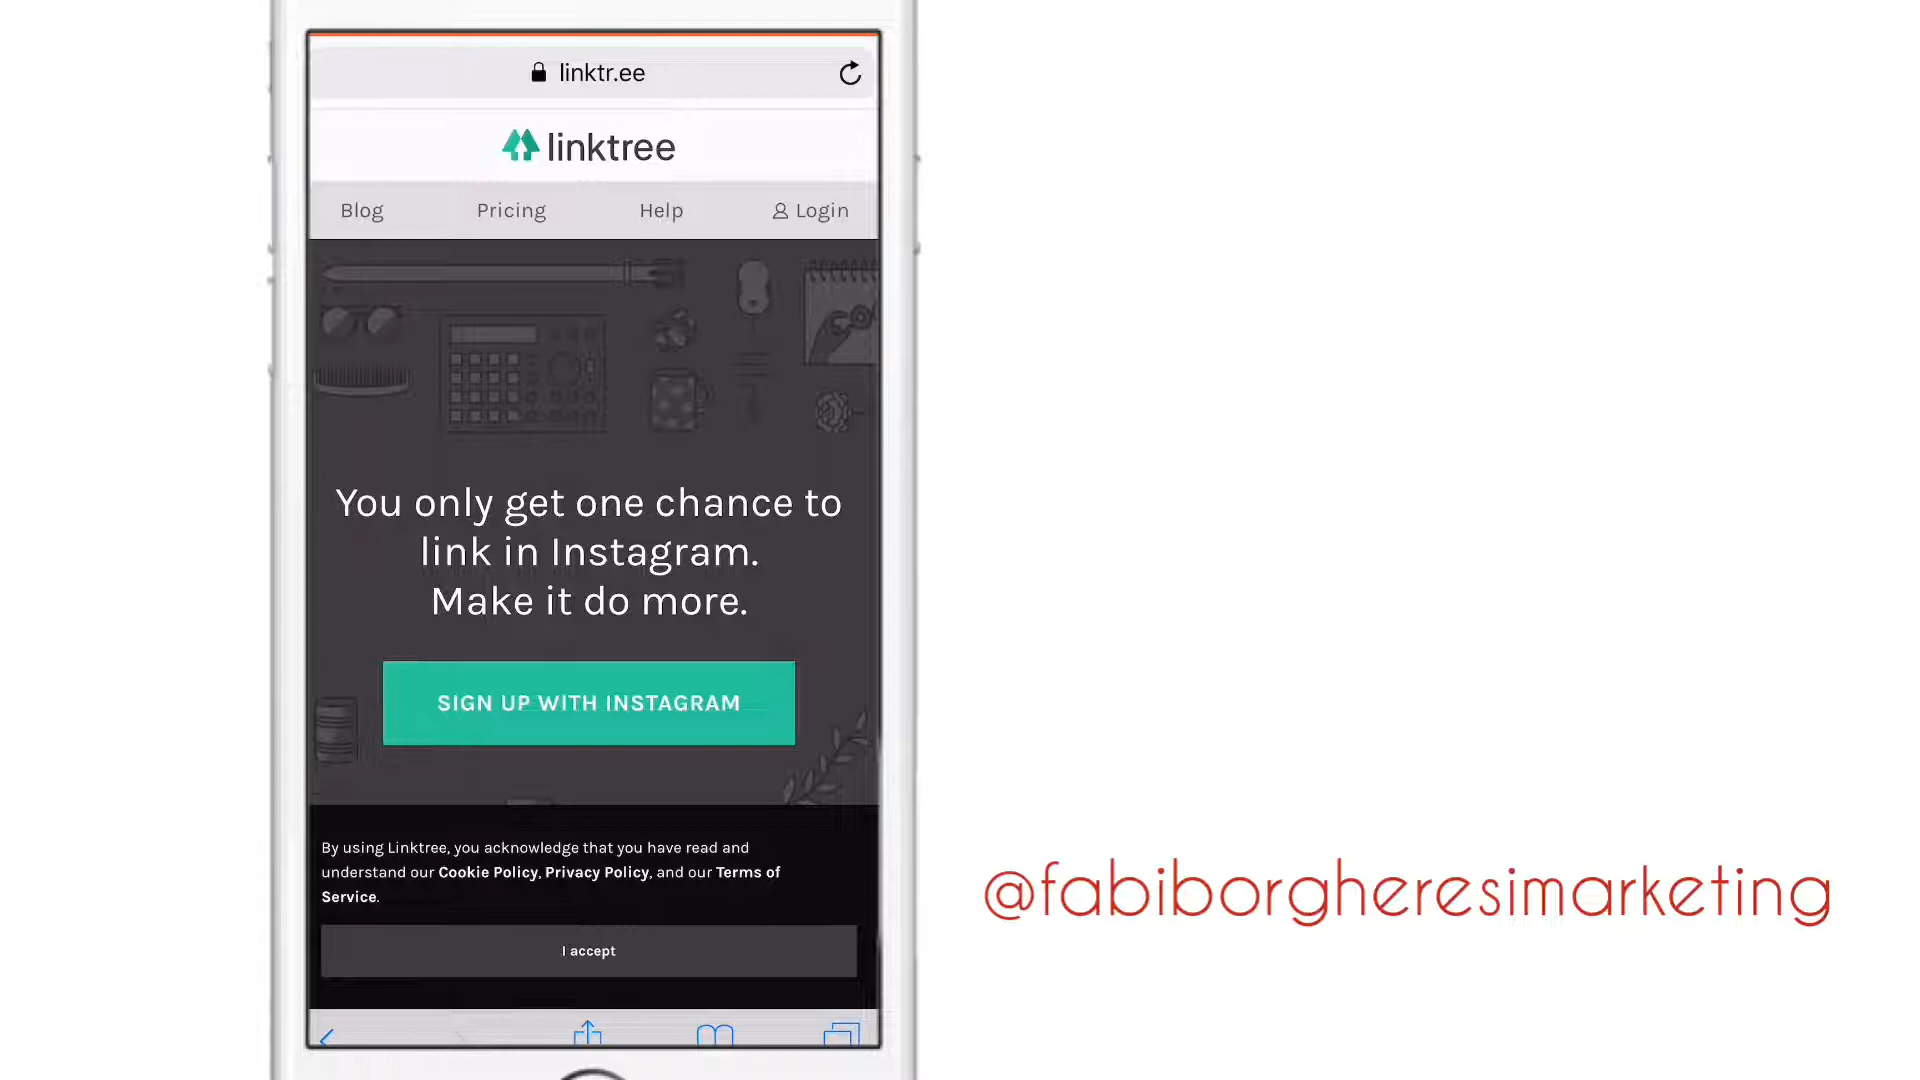 linktr.ee
linktree
Blog Pricing Help Login
You only get one chance to
link in Instagram.
Make it do more.
SIGN UP WITH INSTAGRAM
By using Linktree, you acknowledge that you have read and
understand our Cookie Policy, Privacy Policy, and our Terms of
Service.
I accept
@fabiborgheresimarketing